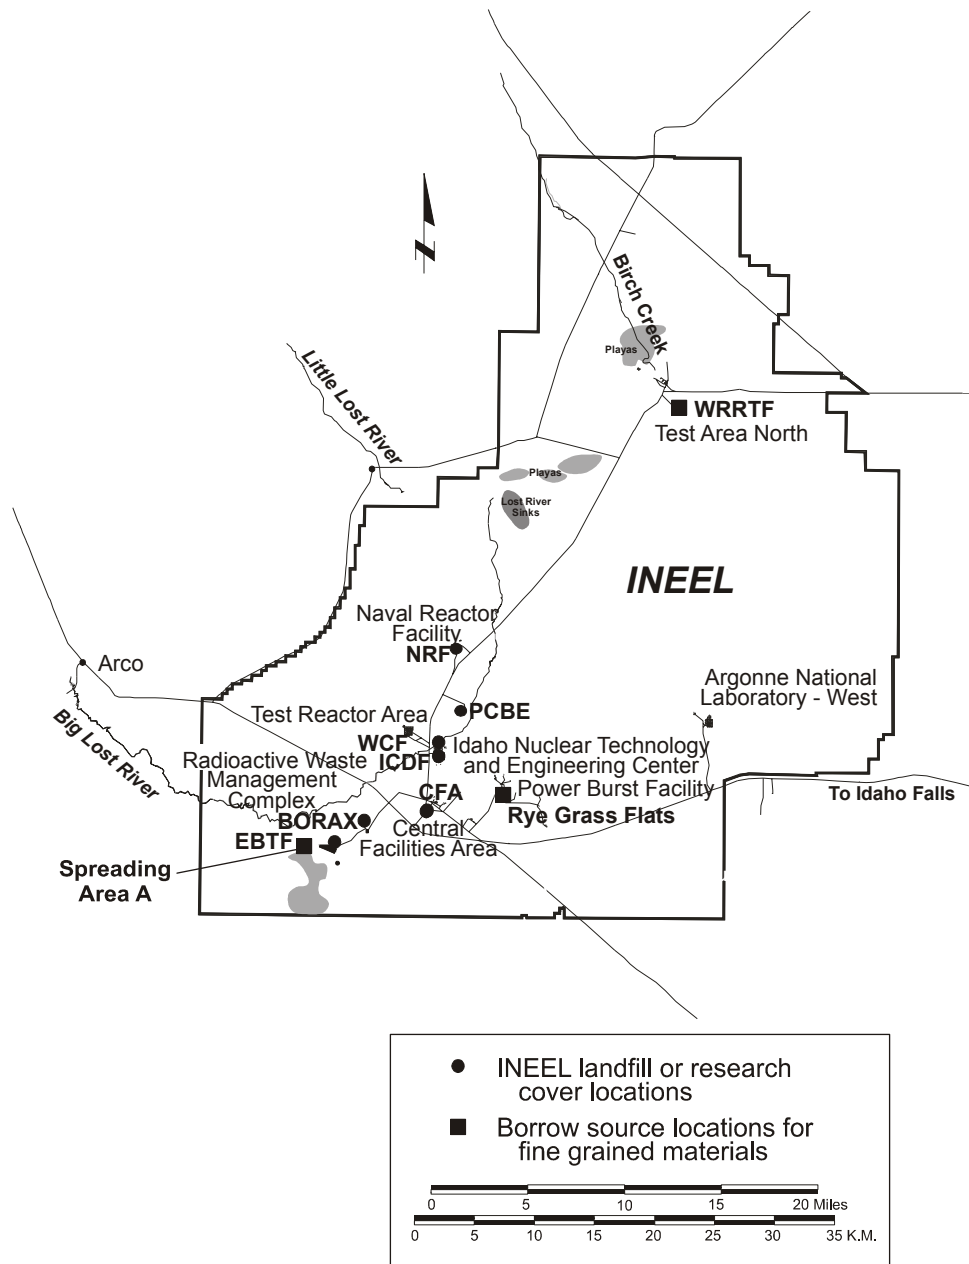 N
Birch Creek
Playas
Little Lost River
WRRTF
Test Area North
Playas
Lost River
Sinks
INEEL
Naval Reactor
Facility
NRF
Arco
Argonne National
Laboratory - West
PCBE
Test Reactor Area
Big Lost River
WCF
Idaho Nuclear Technology
and Engineering Center
Radioactive Waste
Management
Complex
ICDF
Power Burst Facility
CFA
To Idaho Falls
Rye Grass Flats
BORAX
Central
Facilities Area
EBTF
Spreading
Area A
INEEL landfill or research
cover locations
Borrow source locations for
fine grained materials
0 5 10 15 20 Miles
0 5 10 15 20 25 30 35 K.M.